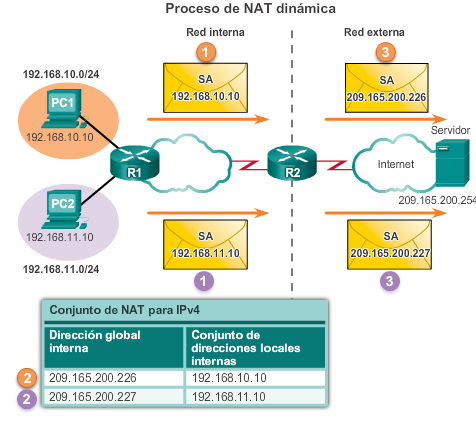 Proceso de NAT dinámica
Red interna
Red externa
1
3
192.168.10.0/24
SA
192.168.10.10
SA
209.165.200.226
PC1
192.168.10.10
Servidor
R1
R2
Internet
PC2
192.168.11.10
209.165.200.254
SA
192.168.11.10
SA
209.165.200.227
192.168.11.0/24
1
3
Conjunto de NAT para IPv4
Dirección global interna
Conjunto de direcciones locales internas
2
209.165.200.226
192.168.10.10
2
209.165.200.227
192.168.11.10